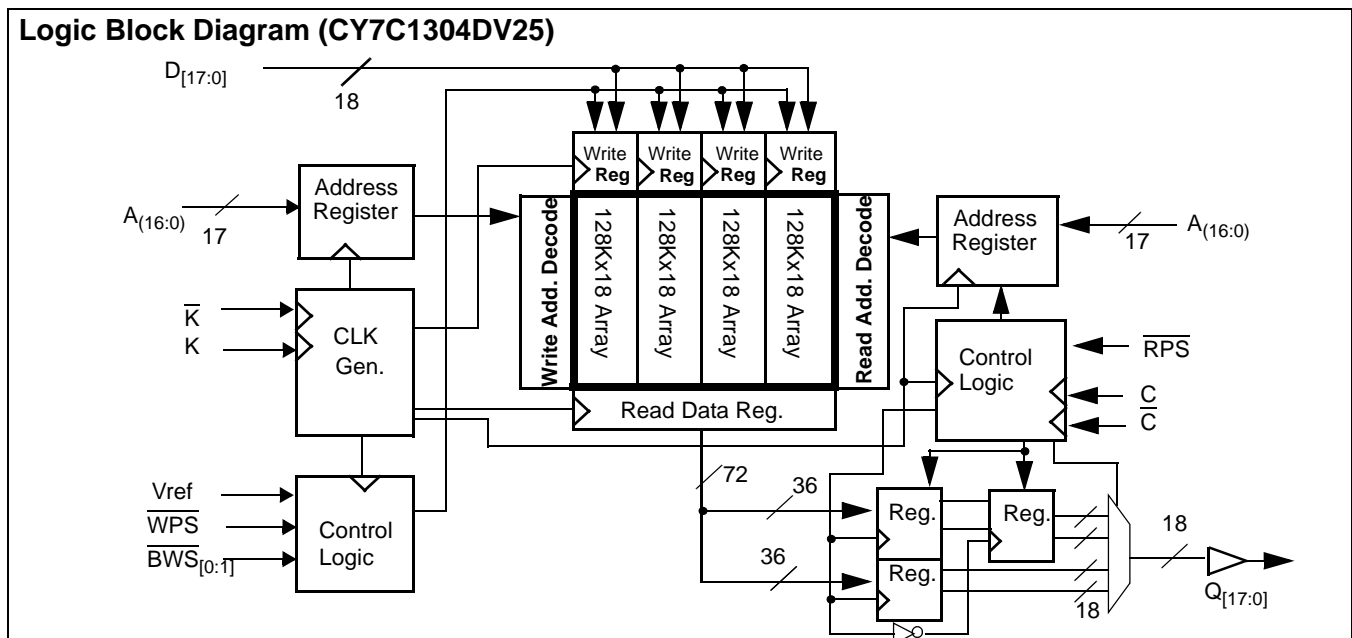 Logic Block Diagram (CY7C1304DV25)
D[17:0]
18
Write
Reg
Write
Reg
Write
Reg
Write
Reg
Address
Register
A(16:0)
17
Write Add. Decode
128Kx18 Array
128Kx18 Array
128Kx18 Array
128Kx18 Array
Read Add. Decode
Address
Register
17
A(16:0)
K̅
K
CLK
Gen.
Control
Logic
R̅P̅S̅
C
C̅
Read Data Reg.
Vref
W̅P̅S̅
B̅W̅S̅[0:1]
Control
Logic
72
36
Reg.
Reg.
36
Reg.
18
18
Q[17:0]